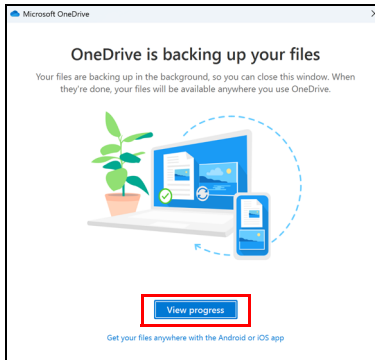 Microsoft OneDrive
OneDrive is backing up your files
Your files are backing up in the background, so you can close this window. When
they're done, your files will be available anywhere you use OneDrive.
View progress
Get your files anywhere with the Android or iOS app